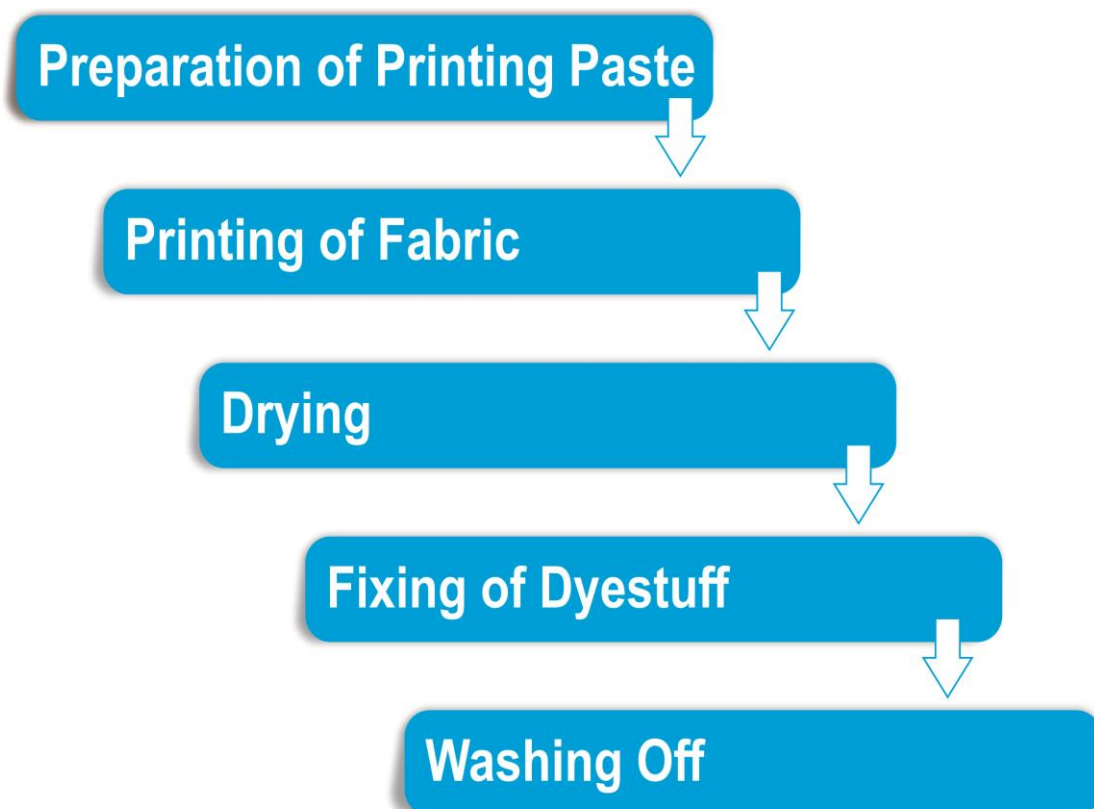 Preparation of Printing Paste
Printing of Fabric
Drying
Fixing of Dyestuff
Washing Off